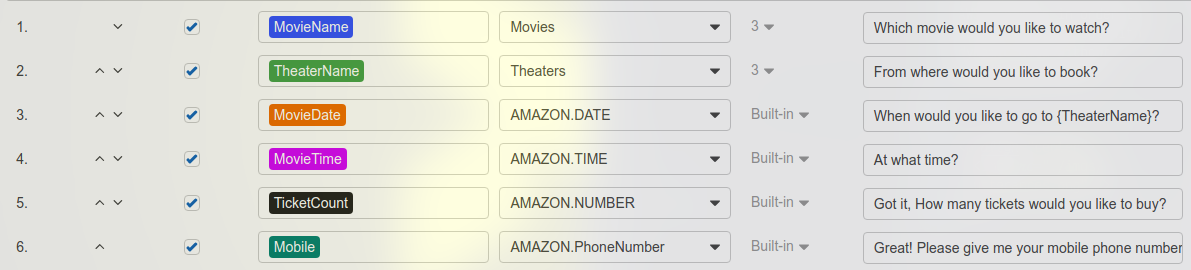 1. MovieName Movies 3 Which movie would you like to watch?
2. TheaterName Theaters 3 From where would you like to book?
3. MovieDate AMAZON.DATE Built-in When would you like to go to {TheaterName}?
4. MovieTime AMAZON.TIME Built-in At what time?
5. TicketCount AMAZON.NUMBER Built-in Got it, How many tickets would you like to buy?
6. Mobile AMAZON.PhoneNumber Built-in Great! Please give me your mobile phone number